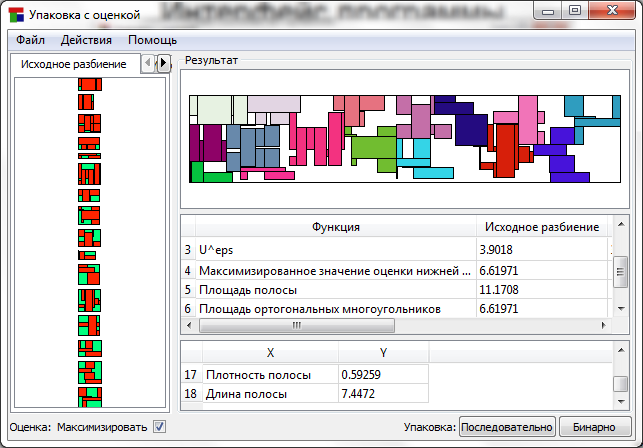 Интерфейс программы
Упаковка с оценкой
Файл Действия Помощь
Исходное разбиение
Результат
Функция Исходное разбиение
3 U^eps 3.9018
4 Максимизированное значение оценки нижней ... 6.61971
5 Площадь полосы 11.1708
6 Площадь ортогональных многоугольников 6.61971
X Y
17 Плотность полосы 0.59259
18 Длина полосы 7.4472
Оценка: Максимизировать Упаковка: Последовательно Бинарно